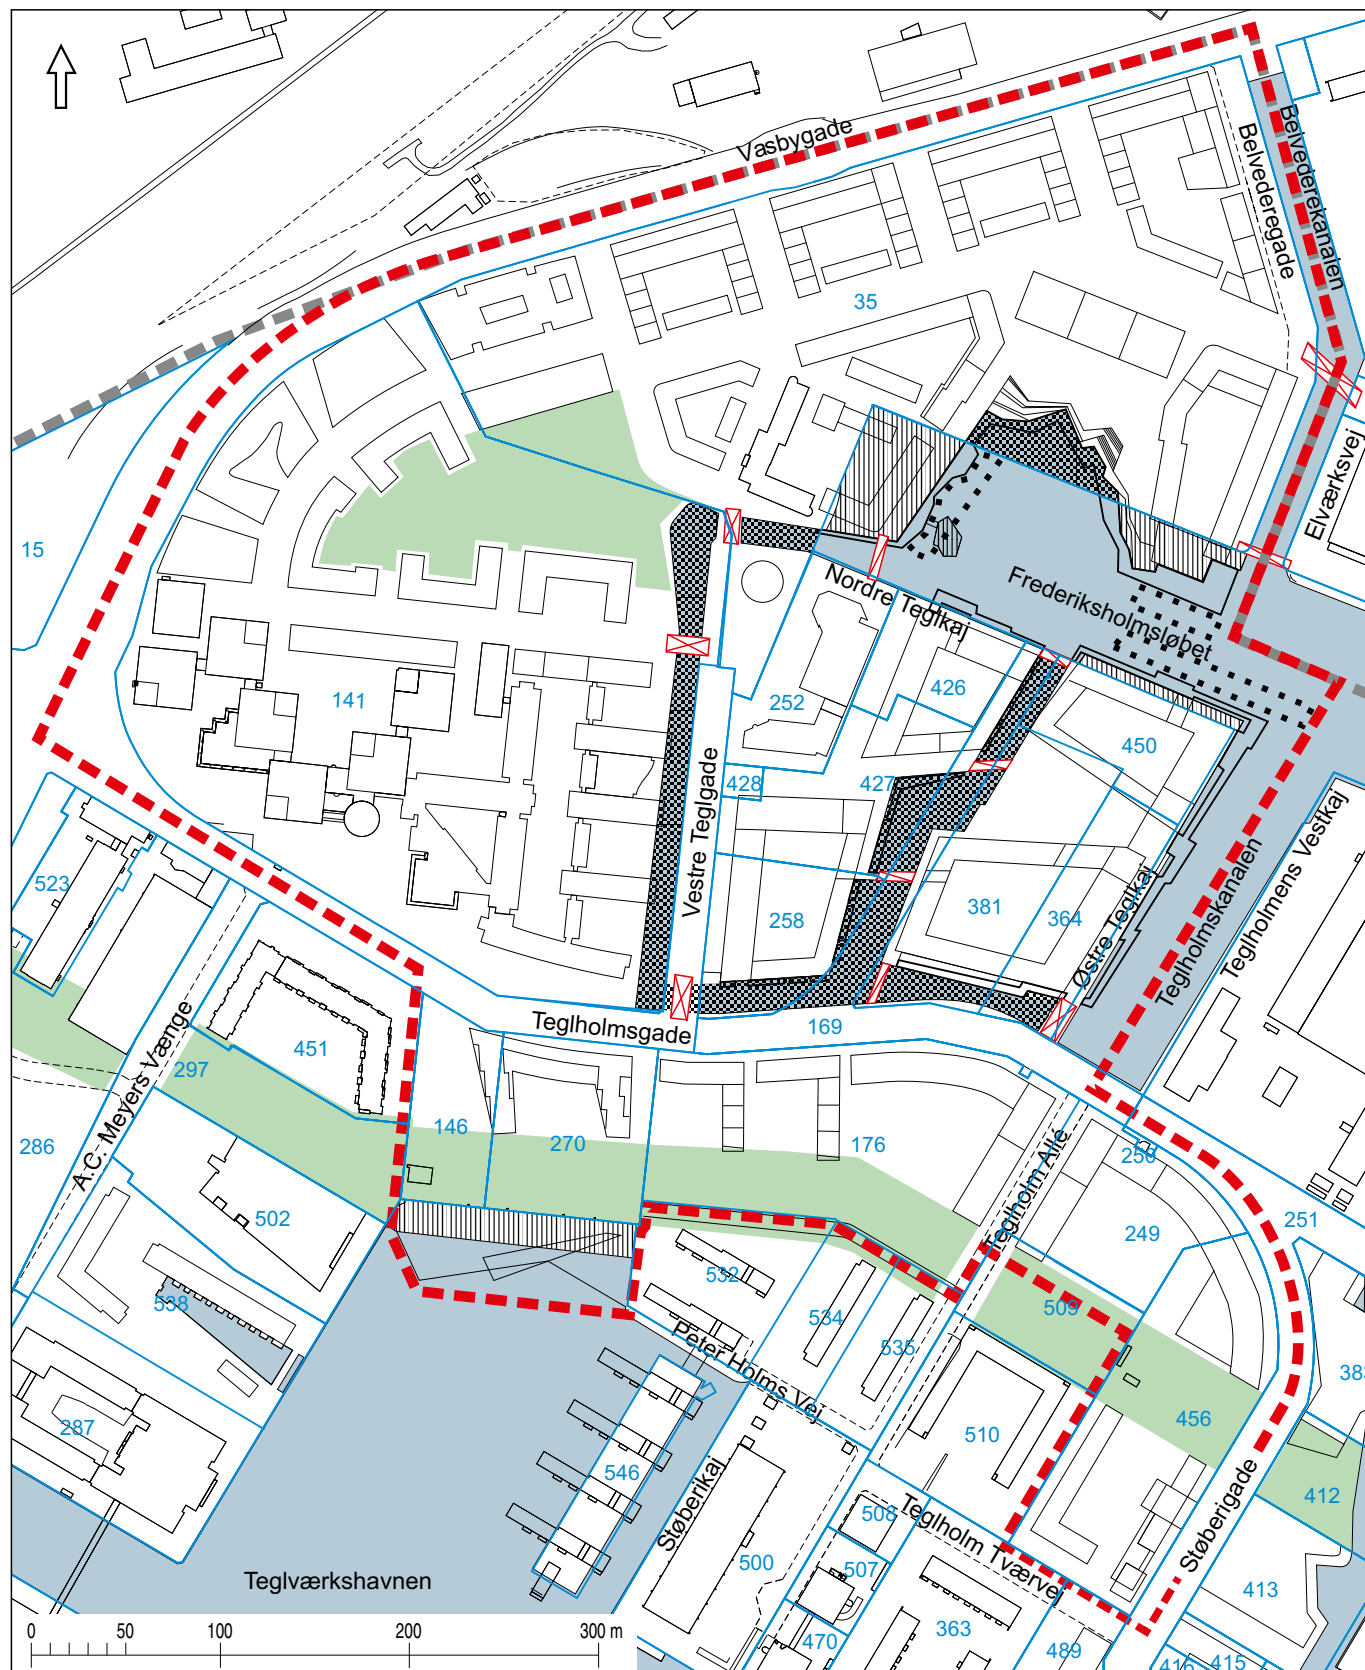 Vasbygade
Belvederegade
Belvederekanalen
35
Elværksvej
15
Nordre Teglkaj
Frederiksholmsløbet
141
252
426
450
428
427
Vestre Teglgade
523
258
381
364
Østre Teglkaj
Teglholmskanalen
Teglholmens Vestkaj
A.C. Meyers Vænge
451
297
Teglholmsgade
169
286
146
270
176
Teglholm Allé
250
249
251
502
532
509
538
534
535
Peter Holms Vej
383
287
456
510
546
Støberikaj
412
508
Teglholm Tværvej
Støberigade
500
507
Teglværkshavnen
413
363
470
489
416
415
0
50
100
200
300 m